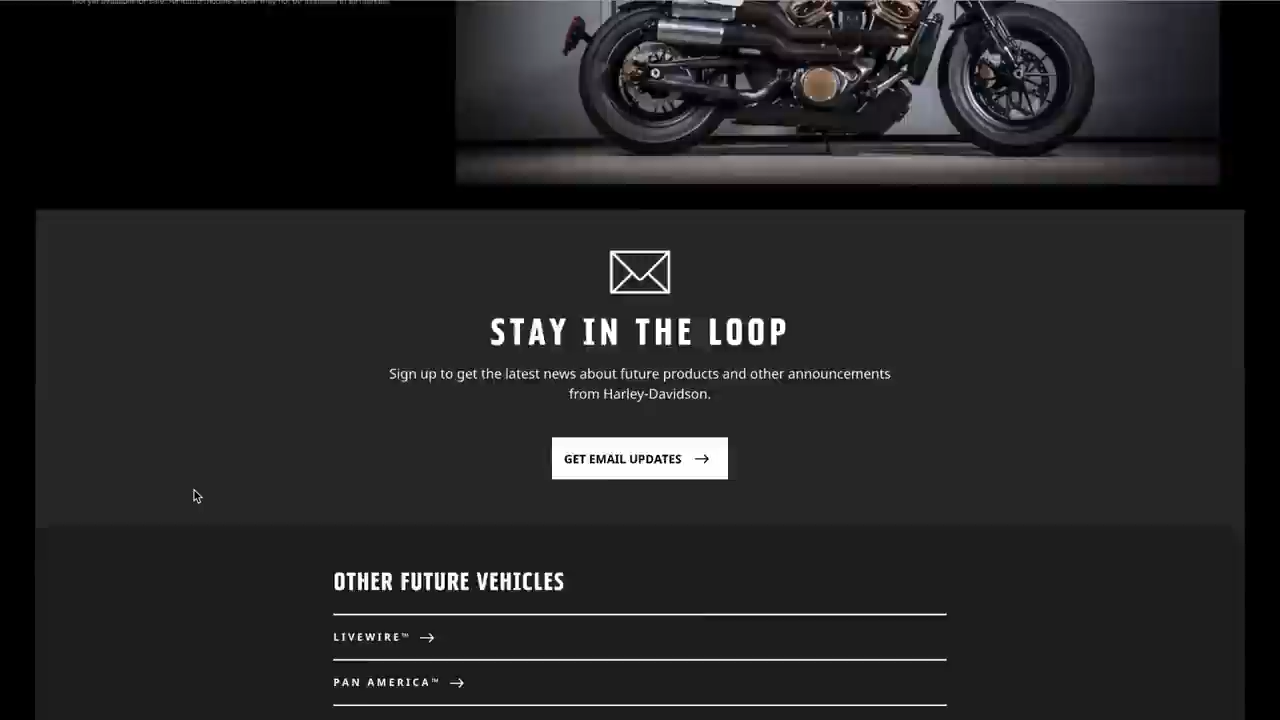 STAY IN THE LOOP
Sign up to get the latest news about future products and other announcements
from Harley-Davidson.
GET EMAIL UPDATES
OTHER FUTURE VEHICLES
LIVEWIRE™
PAN AMERICA™